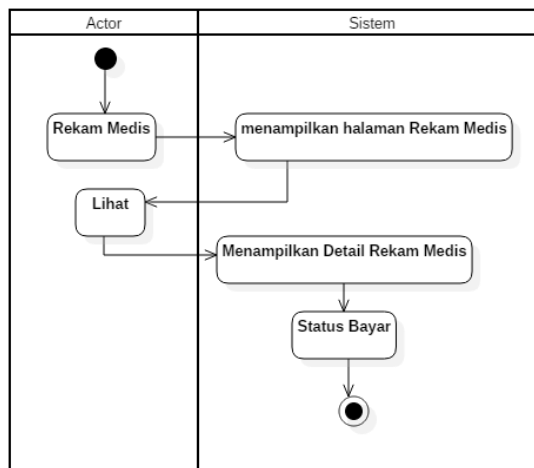 Actor
Sistem
Rekam Medis
menampilkan halaman Rekam Medis
Lihat
Menampilkan Detail Rekam Medis
Status Bayar